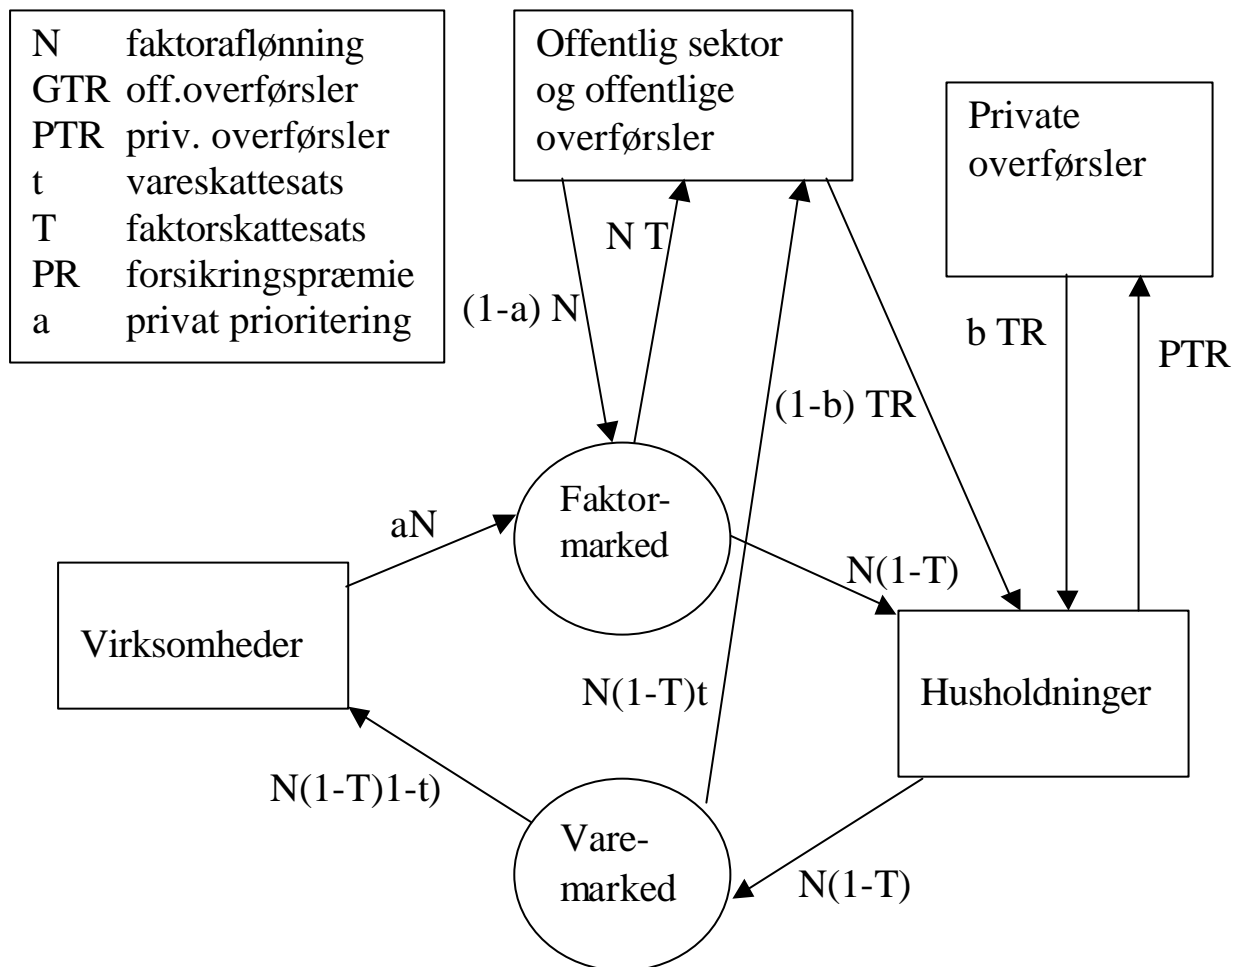 N faktoraflønning
GTR off.overførsler
PTR priv. overførsler
t vareskattesats
T faktorskattesats
PR forsikringspræmie
a privat prioritering
Offentlig sektor
og offentlige
overførsler
Private
overførsler
N T
(1-a) N
b TR
PTR
(1-b) TR
Faktor-
marked
aN
N(1-T)
Virksomheder
N(1-T)t
Husholdninger
N(1-T)1-t)
Vare-
marked
N(1-T)